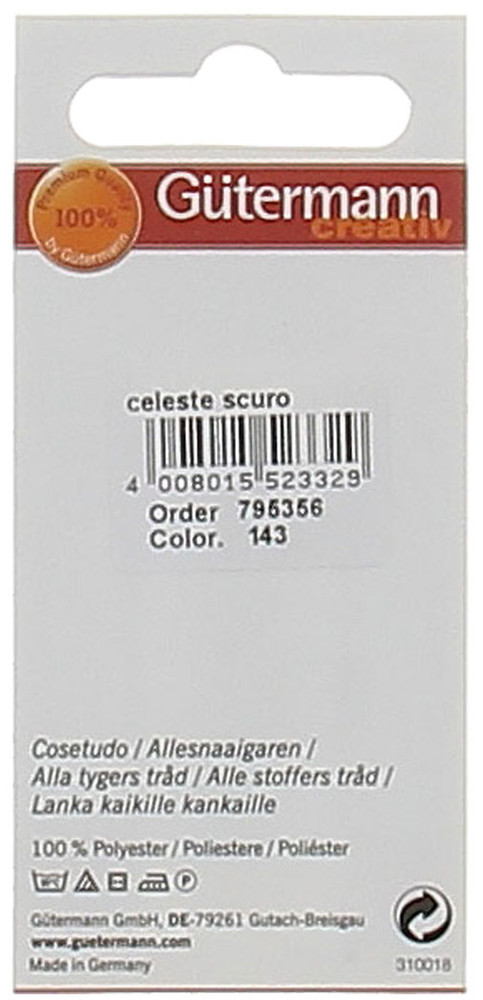 Premium Quality
100%
by Gütermann
Gütermann
creativ
celeste scuro
4 008015 523329
Order 795356
Color. 143
Cosetudo / Allesnaaigaren /
Alla tygers tråd / Alle stoffers tråd /
Lanka kaikille kankaille
100 % Polyester / Poliestere / Poliéster
P
Gütermann GmbH, DE-79261 Gutach-Breisgau
www.guetermann.com
Made in Germany
310018